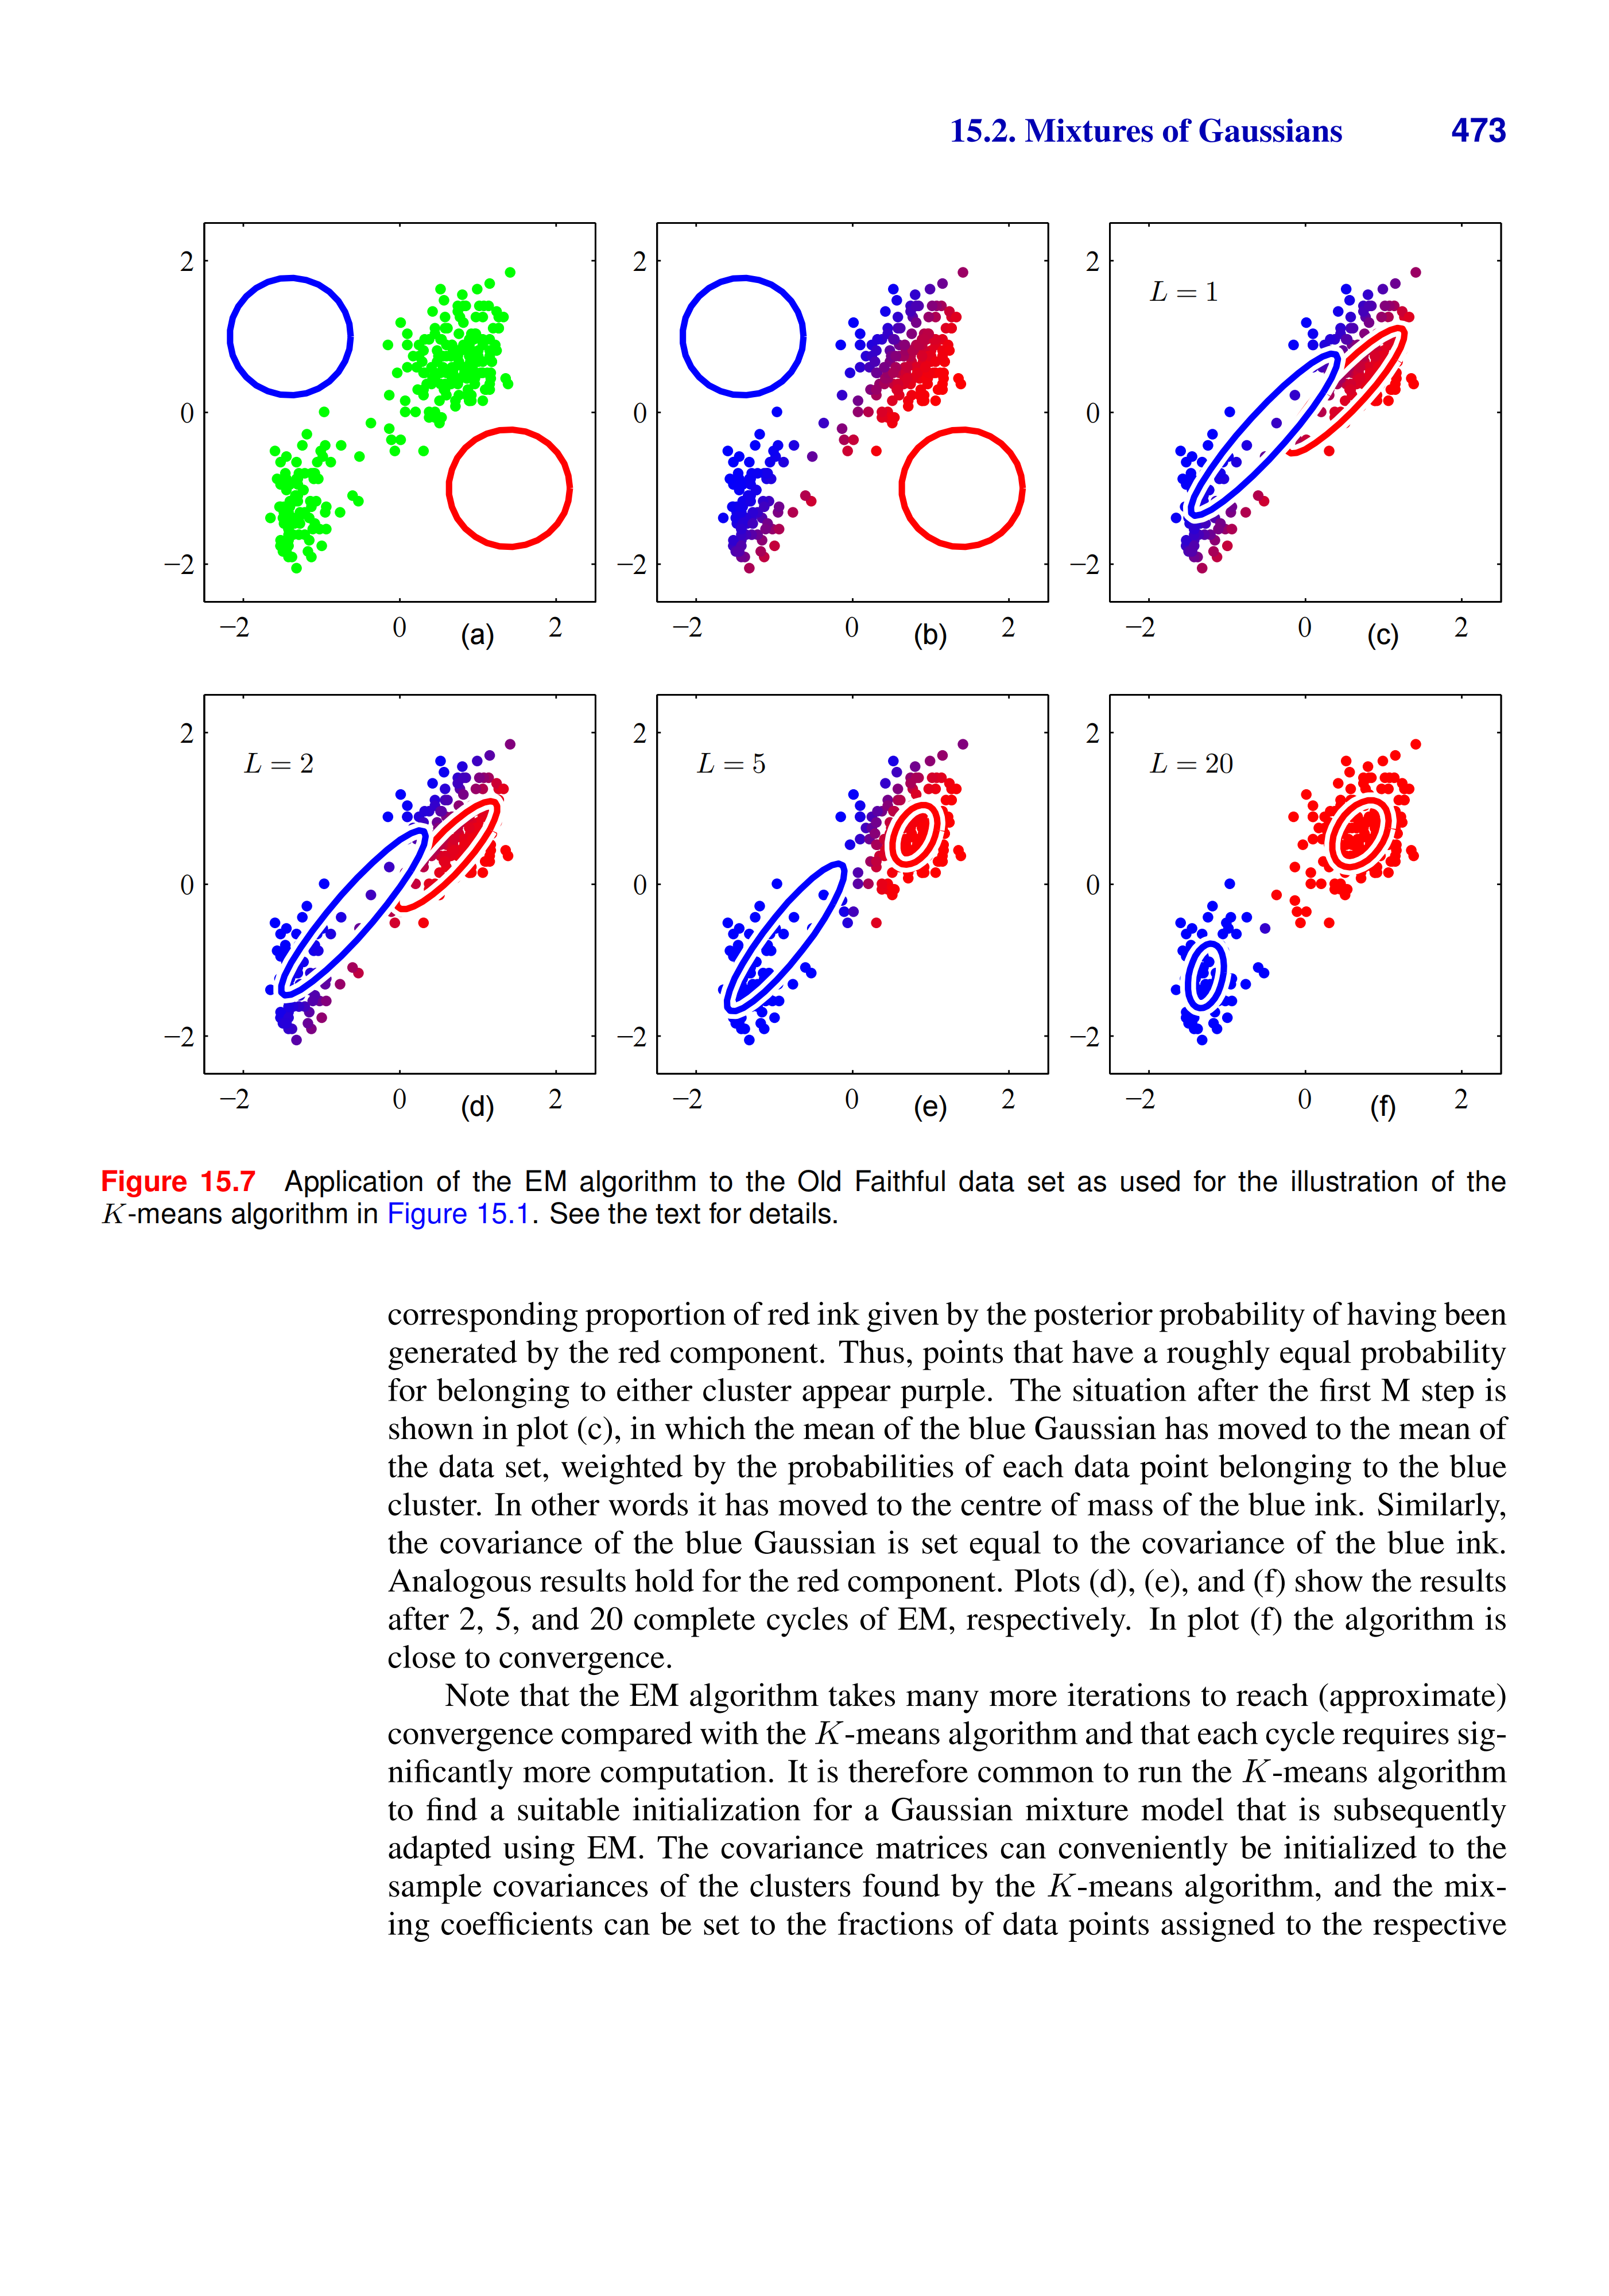 15.2. Mixtures of Gaussians 473
2
0
−2
−2 0 (a) 2
2
0
−2
−2 0 (b) 2
L = 1
2
0
−2
−2 0 (c) 2
L = 2
2
0
−2
−2 0 (d) 2
L = 5
2
0
−2
−2 0 (e) 2
L = 20
2
0
−2
−2 0 (f) 2
Figure 15.7 Application of the EM algorithm to the Old Faithful data set as used for the illustration of the
K-means algorithm in Figure 15.1. See the text for details.
corresponding proportion of red ink given by the posterior probability of having been
generated by the red component. Thus, points that have a roughly equal probability
for belonging to either cluster appear purple. The situation after the first M step is
shown in plot (c), in which the mean of the blue Gaussian has moved to the mean of
the data set, weighted by the probabilities of each data point belonging to the blue
cluster. In other words it has moved to the centre of mass of the blue ink. Similarly,
the covariance of the blue Gaussian is set equal to the covariance of the blue ink.
Analogous results hold for the red component. Plots (d), (e), and (f) show the results
after 2, 5, and 20 complete cycles of EM, respectively. In plot (f) the algorithm is
close to convergence.
Note that the EM algorithm takes many more iterations to reach (approximate)
convergence compared with the K-means algorithm and that each cycle requires sig-
nificantly more computation. It is therefore common to run the K-means algorithm
to find a suitable initialization for a Gaussian mixture model that is subsequently
adapted using EM. The covariance matrices can conveniently be initialized to the
sample covariances of the clusters found by the K-means algorithm, and the mix-
ing coefficients can be set to the fractions of data points assigned to the respective